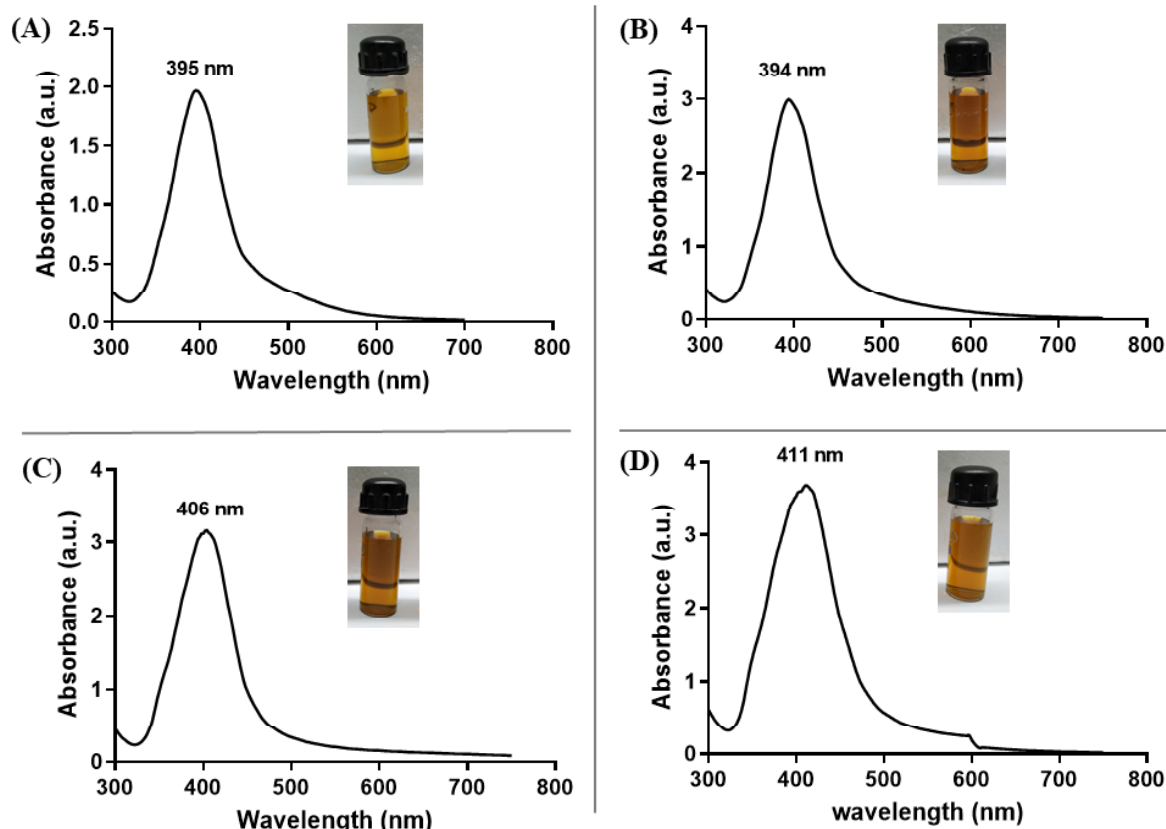 (A)
2.5
2.0
1.5
1.0
0.5
0.0
Absorbance (a.u.)
395 nm
300 400 500 600 700 800
Wavelength (nm)
(B)
4
3
2
1
0
Absorbance (a.u.)
394 nm
300 400 500 600 700 800
Wavelength (nm)
(C)
4
3
2
1
0
Absorbance (a.u.)
406 nm
300 400 500 600 700 800
Wavelength (nm)
(D)
4
3
2
1
0
Absorbance (a.u.)
411 nm
300 400 500 600 700 800
wavelength (nm)